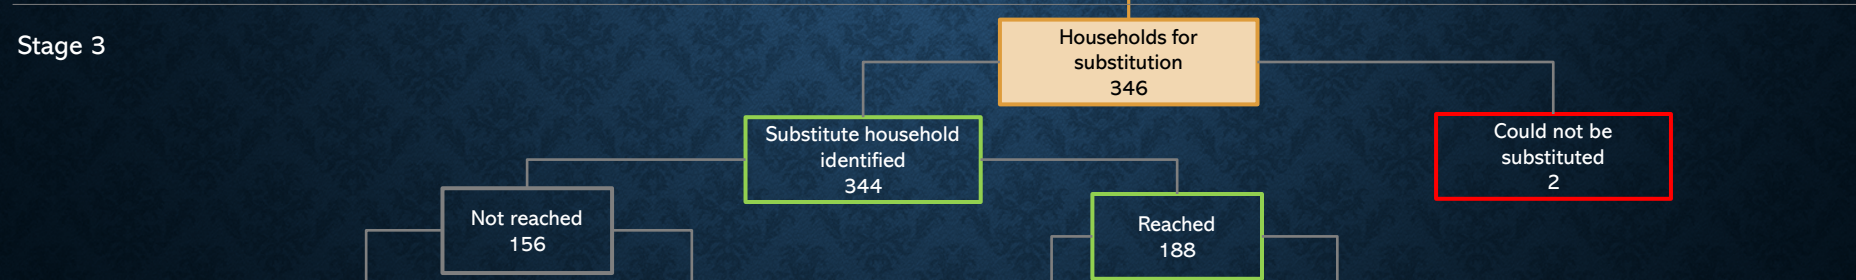 Stage 3
Households for
substitution
346
Substitute household
identified
344
Could not be
substituted
2
Not reached
156
Reached
188